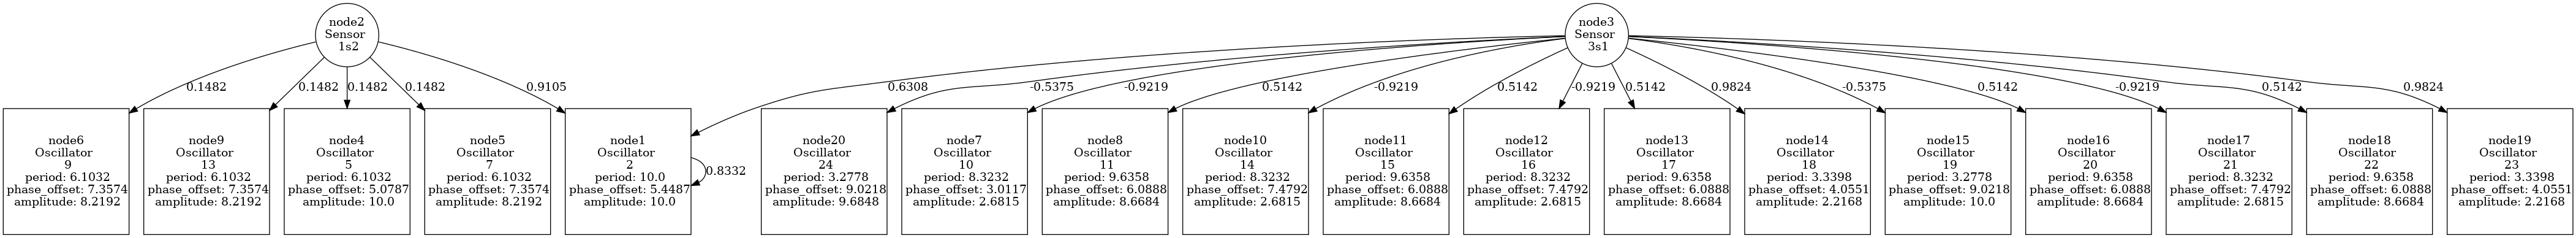 node2
Sensor
1s2
node3
Sensor
3s1
0.1482
0.1482
0.1482
0.1482
0.9105
0.6308
-0.5375
-0.9219
0.5142
-0.9219
0.5142
-0.9219
0.5142
0.9824
-0.5375
0.5142
-0.9219
0.5142
0.9824
node6
Oscillator
9
period: 6.1032
phase_offset: 7.3574
amplitude: 8.2192
node9
Oscillator
13
period: 6.1032
phase_offset: 7.3574
amplitude: 8.2192
node4
Oscillator
5
period: 6.1032
phase_offset: 5.0787
amplitude: 10.0
node5
Oscillator
7
period: 6.1032
phase_offset: 7.3574
amplitude: 8.2192
node1
Oscillator
2
period: 10.0
phase_offset: 5.4487
amplitude: 10.0
0.8332
node20
Oscillator
24
period: 3.2778
phase_offset: 9.0218
amplitude: 9.6848
node7
Oscillator
10
period: 8.3232
phase_offset: 3.0117
amplitude: 2.6815
node8
Oscillator
11
period: 9.6358
phase_offset: 6.0888
amplitude: 8.6684
node10
Oscillator
14
period: 8.3232
phase_offset: 7.4792
amplitude: 2.6815
node11
Oscillator
15
period: 9.6358
phase_offset: 6.0888
amplitude: 8.6684
node12
Oscillator
16
period: 8.3232
phase_offset: 7.4792
amplitude: 2.6815
node13
Oscillator
17
period: 9.6358
phase_offset: 6.0888
amplitude: 8.6684
node14
Oscillator
18
period: 3.3398
phase_offset: 4.0551
amplitude: 2.2168
node15
Oscillator
19
period: 3.2778
phase_offset: 9.0218
amplitude: 10.0
node16
Oscillator
20
period: 9.6358
phase_offset: 6.0888
amplitude: 8.6684
node17
Oscillator
21
period: 8.3232
phase_offset: 7.4792
amplitude: 2.6815
node18
Oscillator
22
period: 9.6358
phase_offset: 6.0888
amplitude: 8.6684
node19
Oscillator
23
period: 3.3398
phase_offset: 4.0551
amplitude: 2.2168